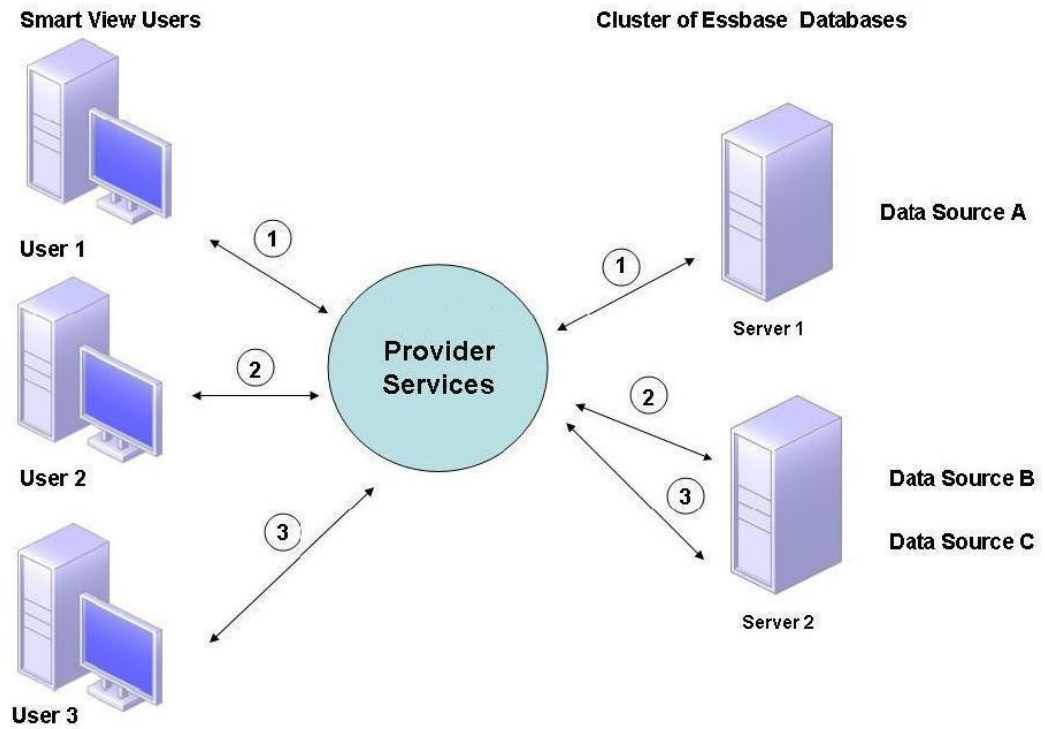 Smart View Users
Cluster of Essbase Databases
User 1
1
1
Data Source A
Server 1
Provider
Services
2
2
User 2
3
3
Data Source B
Data Source C
Server 2
User 3